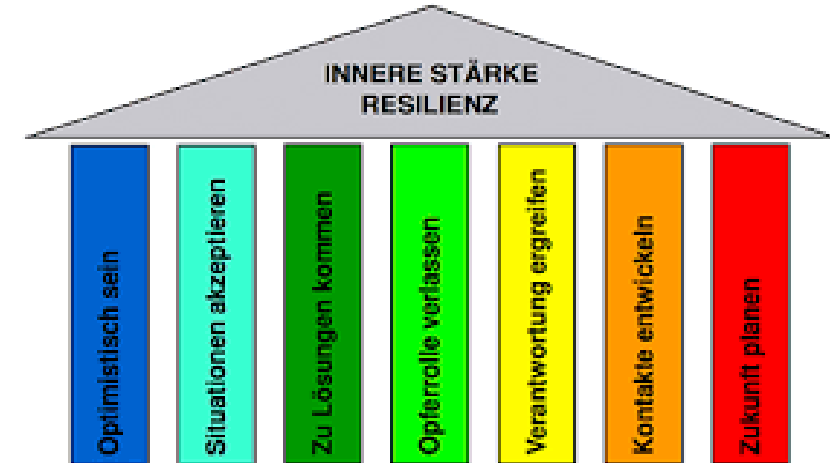 INNERE STÄRKE
RESILIENZ
Optimistisch sein
Situationen akzeptieren
Zu Lösungen kommen
Opferrolle verlassen
Verantwortung ergreifen
Kontakte entwickeln
Zukunft planen